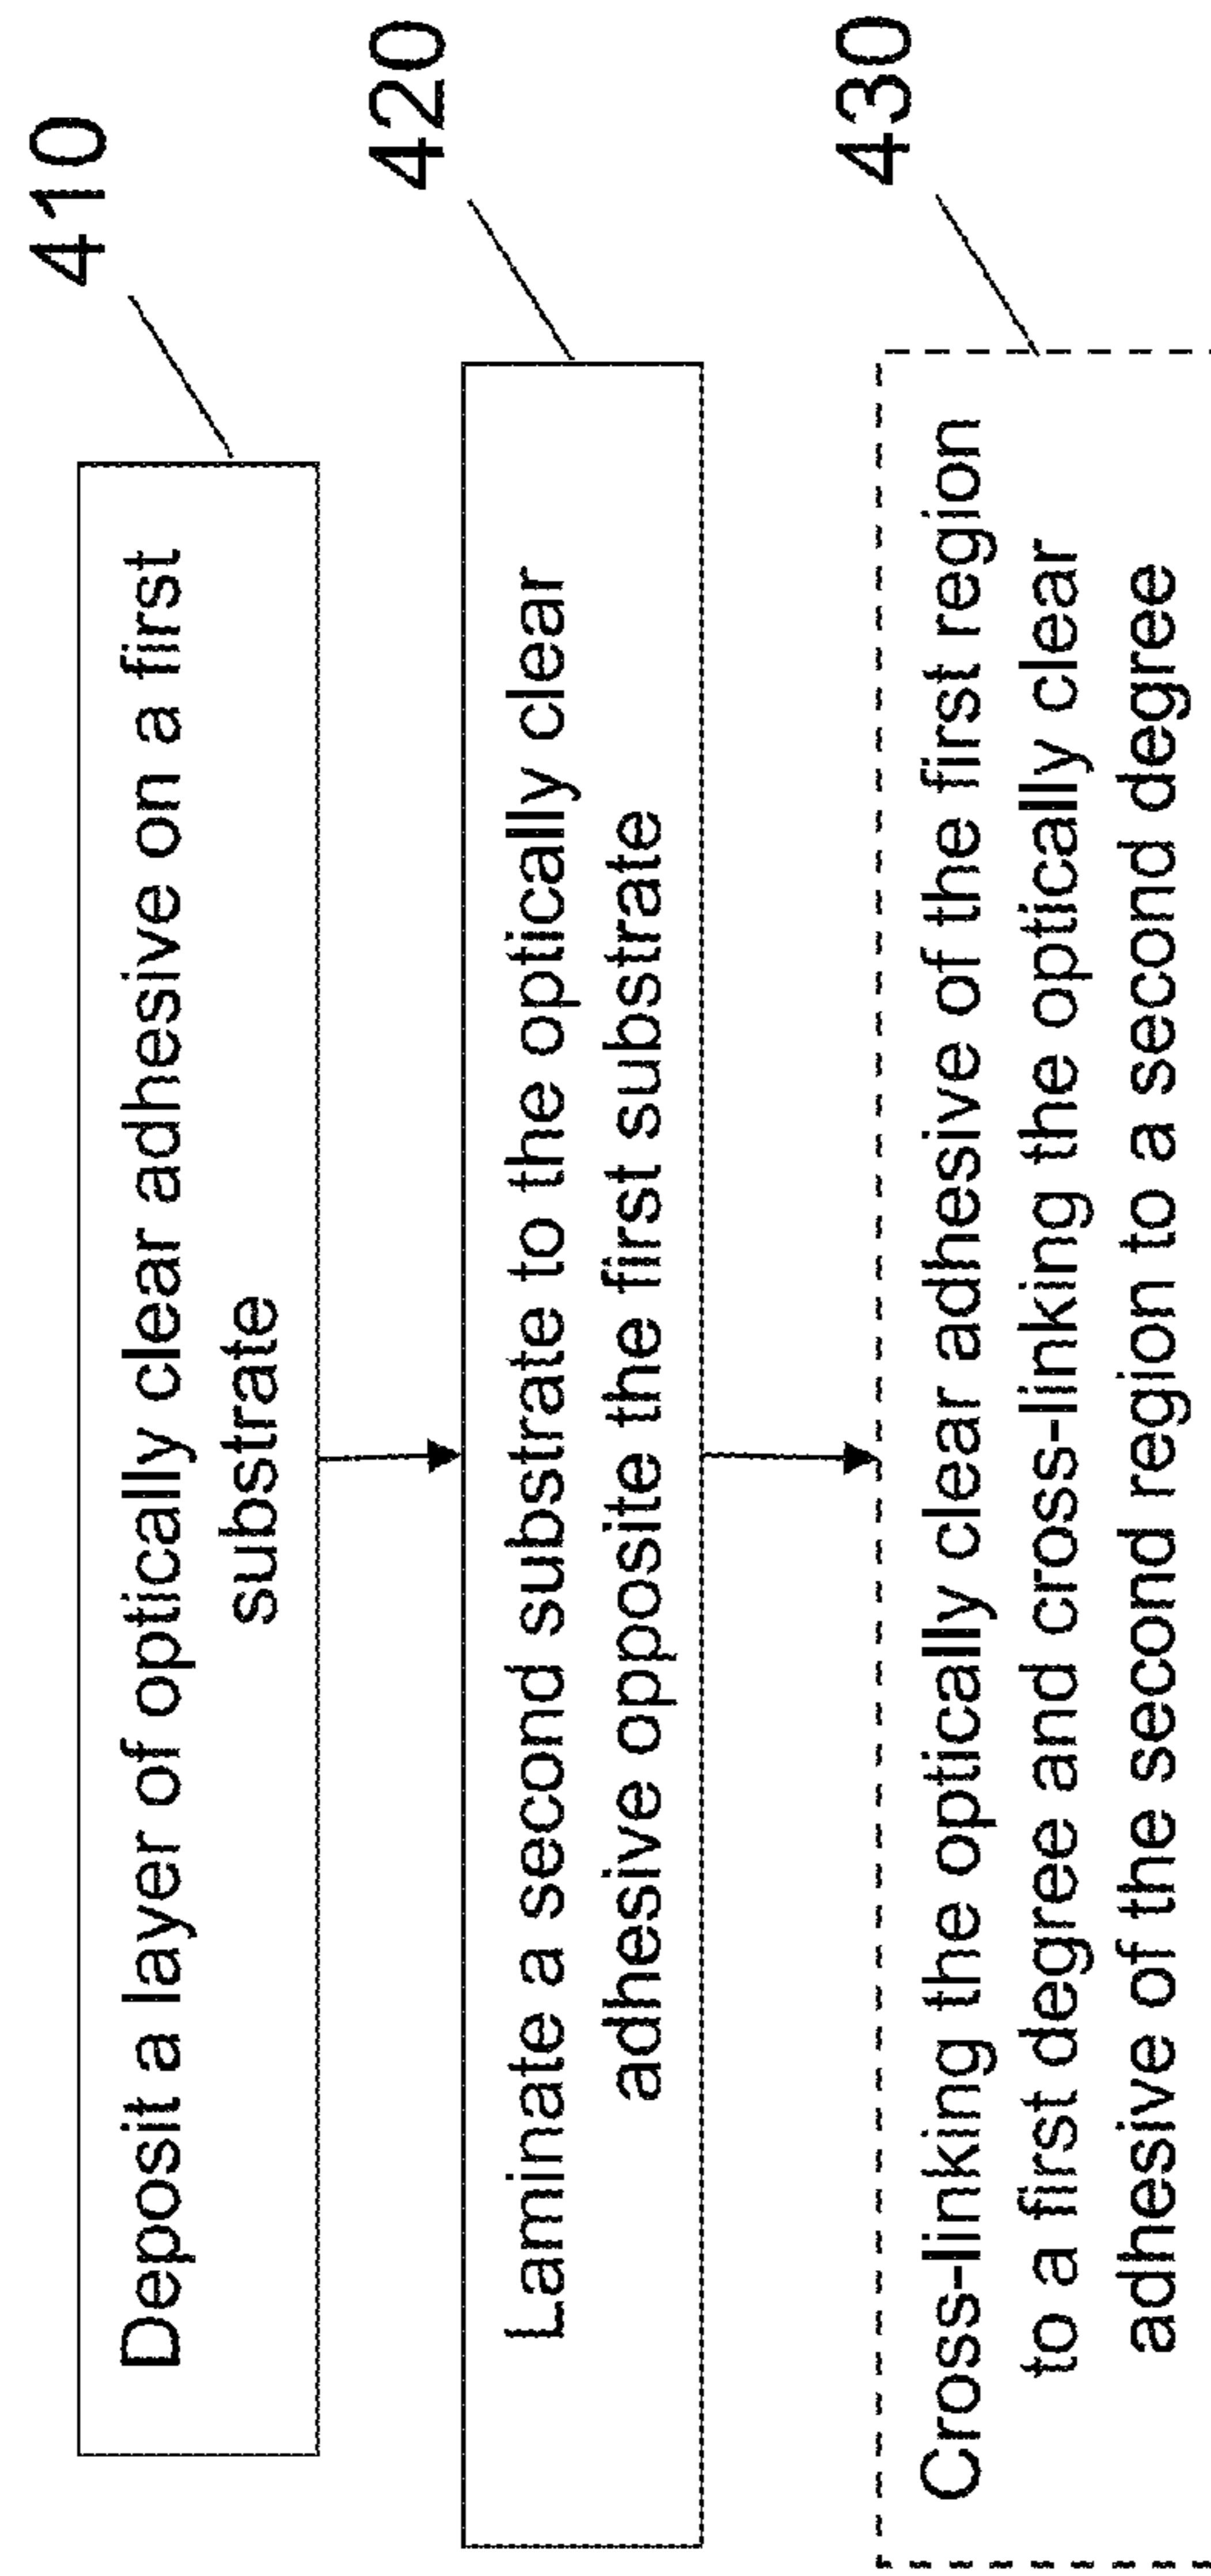 410
Deposit a layer of optically clear adhesive on a first
substrate
420
Laminate a second substrate to the optically clear
adhesive opposite the first substrate
430
Cross-linking the optically clear adhesive of the first region
to a first degree and cross-linking the optically clear
adhesive of the second region to a second degree